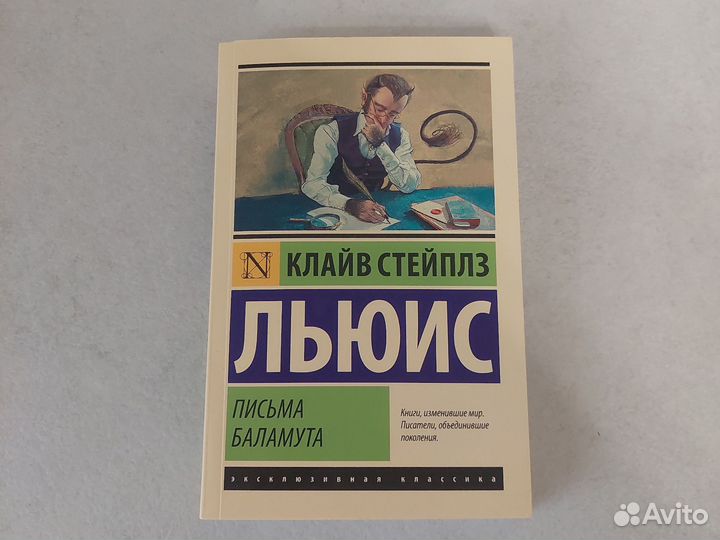 N
КЛАЙВ СТЕЙПЛЗ
ЛЬЮИС
ПИСЬМА
БАЛАМУТА
Книги, изменившие мир.
Писатели, объединившие
поколения.
эксклюзивная классика
Avito